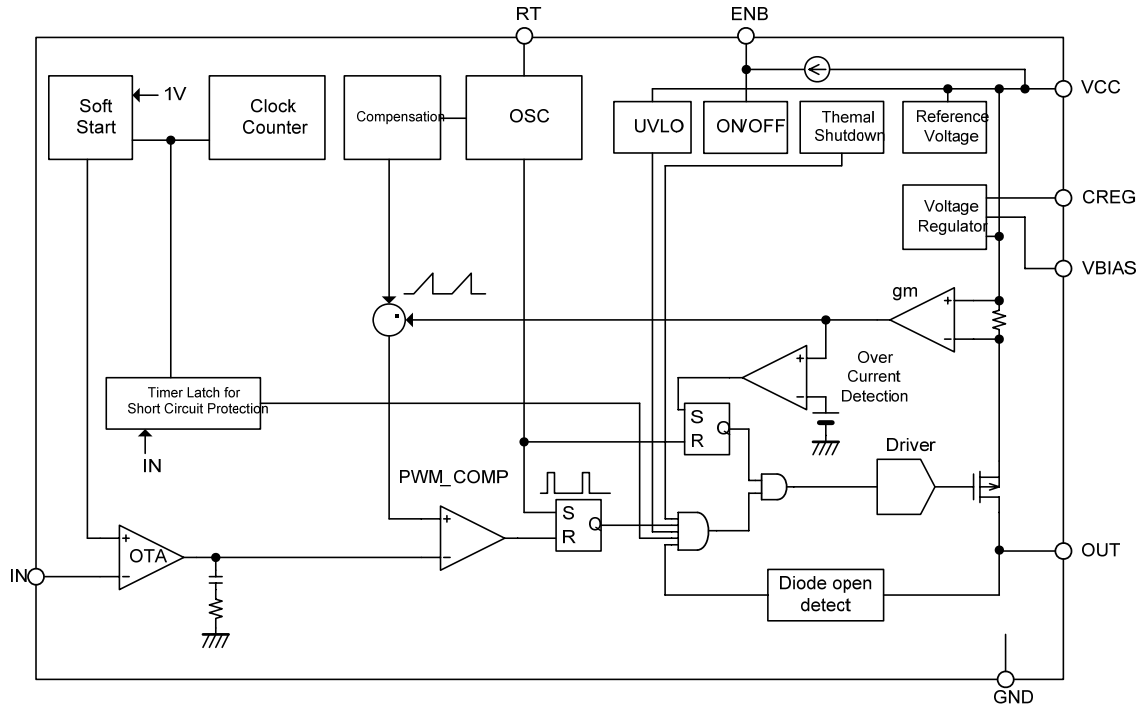 RT
ENB
Soft
Start
1V
Clock
Counter
Compensation
OSC
UVLO
ON/OFF
Themal
Shutdown
Reference
Voltage
VCC
Voltage
Regulator
CREG
VBIAS
gm
+
−
Over
Current
Detection
+
−
Timer Latch for
Short Circuit Protection
IN
S
R
Q
Driver
PWM_COMP
+
−
S
R
Q
OTA
+
−
IN
OUT
Diode open
detect
GND